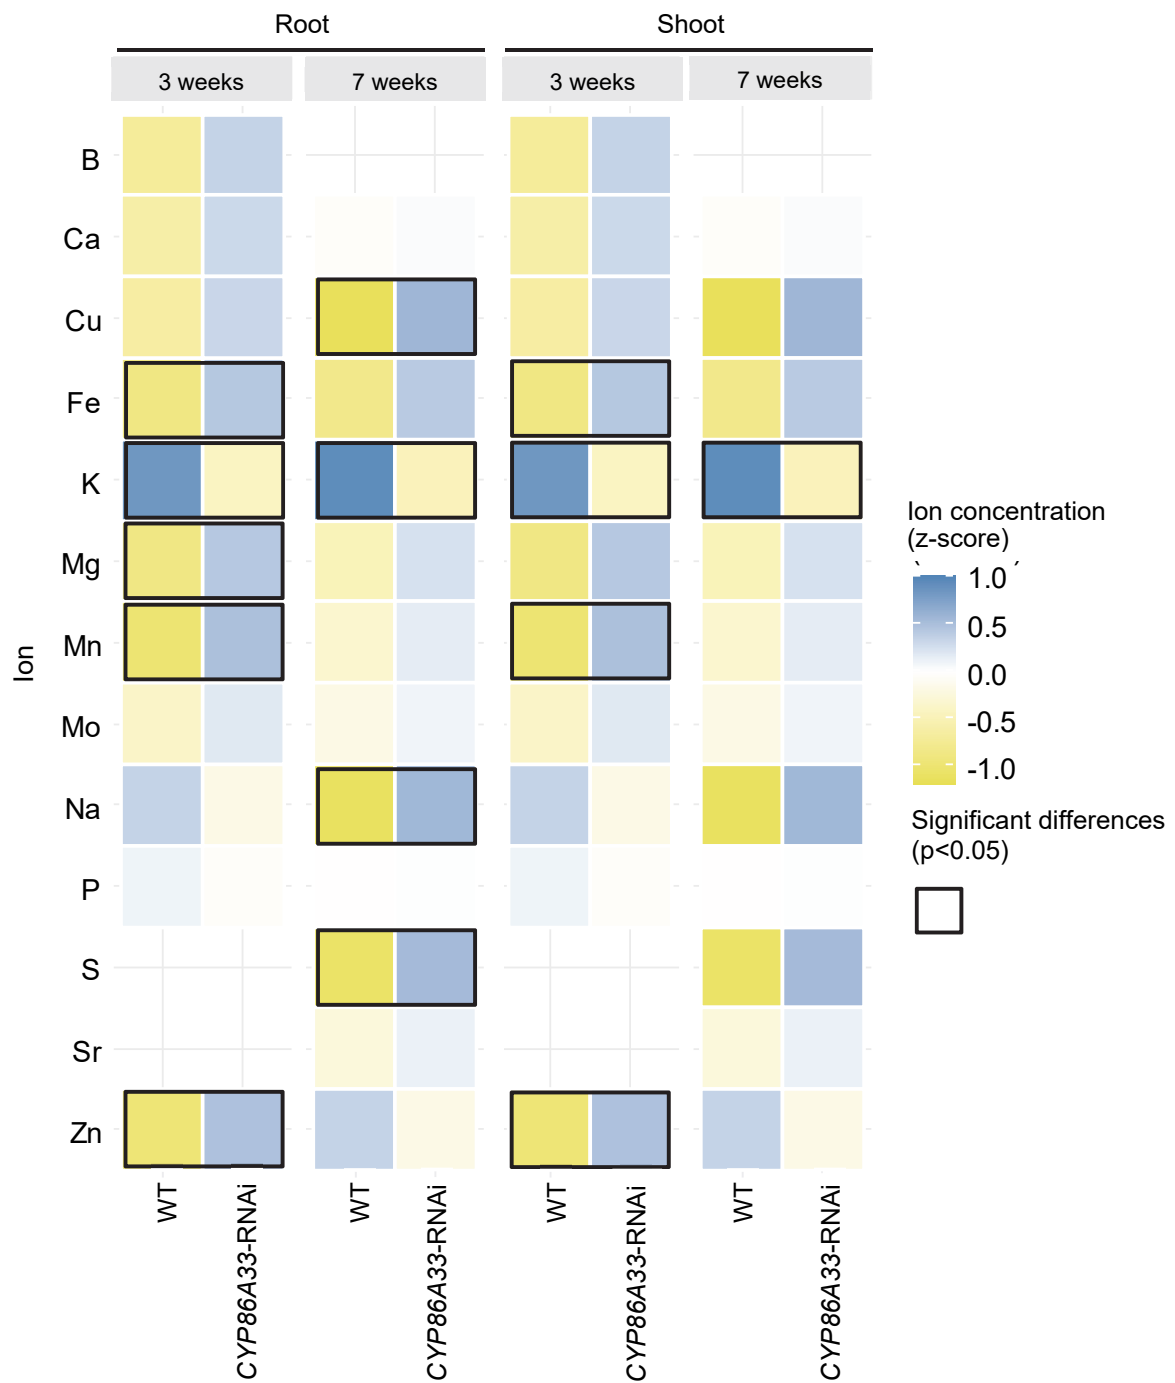 Root
Shoot
3 weeks
7 weeks
3 weeks
7 weeks
B
Ca
Cu
Fe
K
Mg
Mn
Mo
Na
P
S
Sr
Zn
Ion
WT
CYP86A33-RNAi
WT
CYP86A33-RNAi
WT
CYP86A33-RNAi
WT
CYP86A33-RNAi
Ion concentration
(z-score)
1.0
0.5
0.0
-0.5
-1.0
Significant differences
(p<0.05)